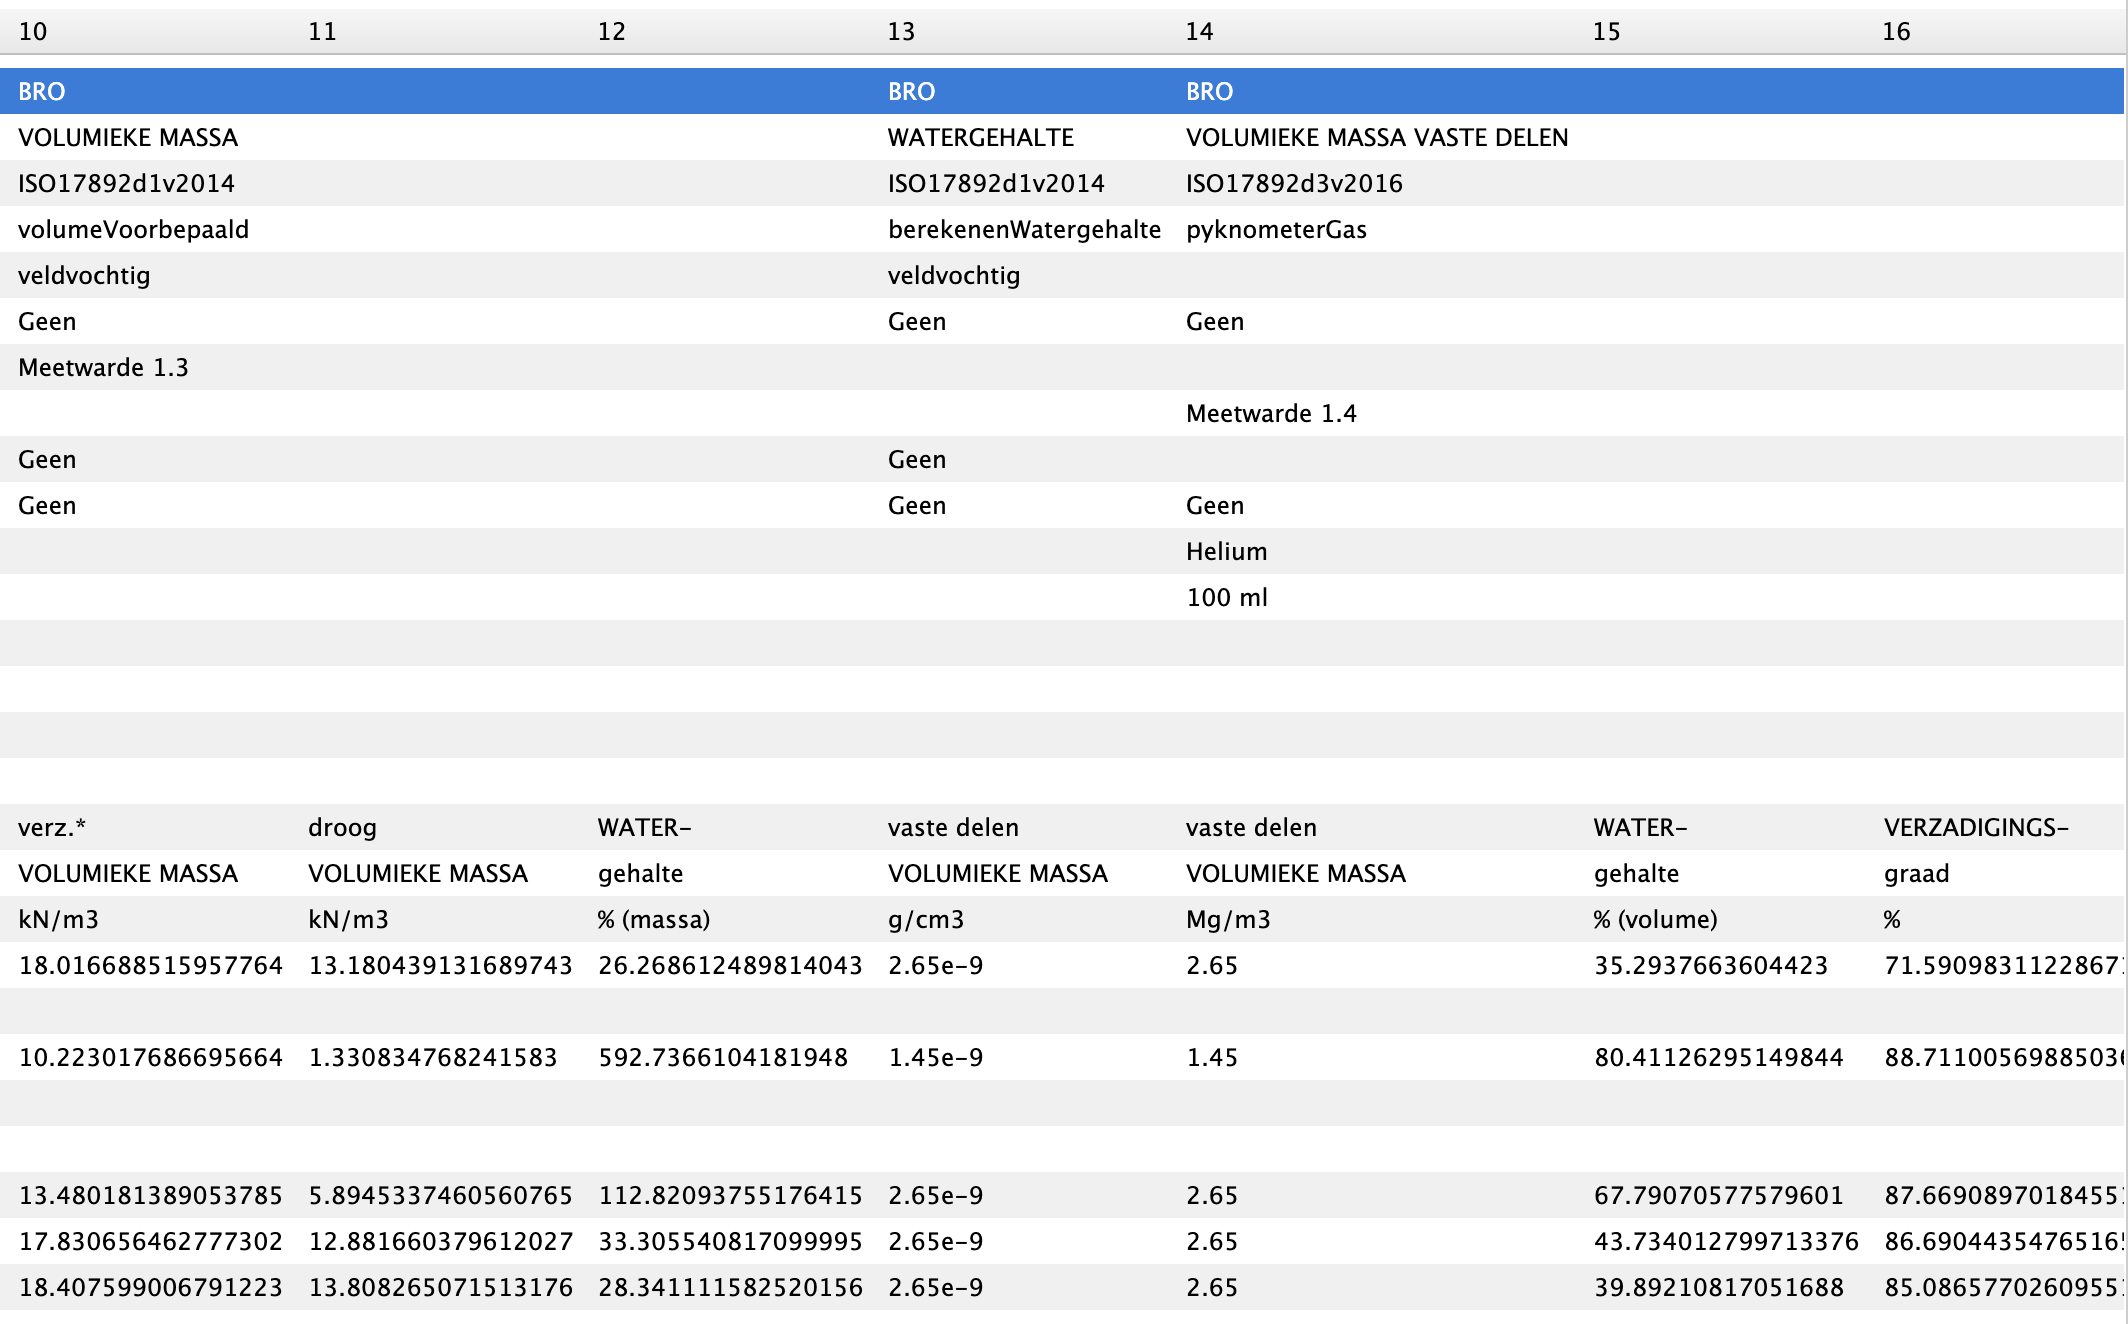 10 11 12 13 14 15 16
BRO BRO BRO
VOLUMIEKE MASSA WATERGEHALTE VOLUMIEKE MASSA VASTE DELEN
ISO17892d1v2014 ISO17892d1v2014 ISO17892d3v2016
volumeVoorbepaald berekenenWatergehalte pyknometerGas
veldvochtig veldvochtig
Geen Geen Geen
Meetwarde 1.3
Meetwarde 1.4
Geen Geen
Geen Geen Geen
Helium
100 ml
verz.* droog WATER- vaste delen vaste delen WATER- VERZADIGINGS-
VOLUMIEKE MASSA VOLUMIEKE MASSA gehalte VOLUMIEKE MASSA VOLUMIEKE MASSA gehalte graad
kN/m3 kN/m3 % (massa) g/cm3 Mg/m3 % (volume) %
18.016688515957764 13.180439131689743 26.268612489814043 2.65e-9 2.65 35.2937663604423 71.59098311228671
10.223017686695664 1.330834768241583 592.7366104181948 1.45e-9 1.45 80.41126295149844 88.7110056988503
13.480181389053785 5.8945337460560765 112.82093755176415 2.65e-9 2.65 67.79070577579601 87.66908970184551
17.830656462777302 12.881660379612027 33.305540817099995 2.65e-9 2.65 43.734012799713376 86.6904435476516
18.407599006791223 13.808265071513176 28.341111582520156 2.65e-9 2.65 39.89210817051688 85.0865770260955